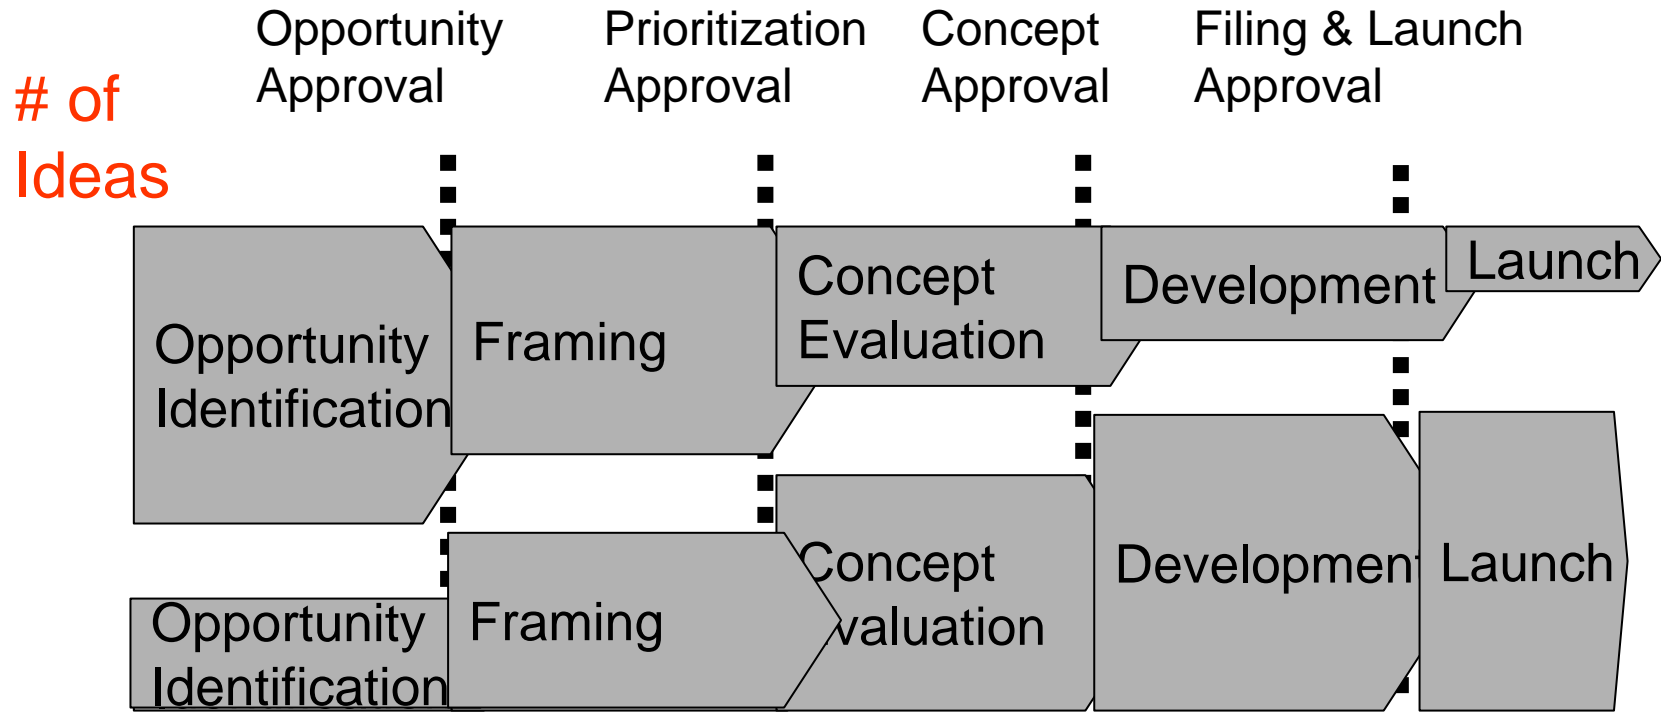 Opportunity
Approval
Prioritization
Approval
Concept
Approval
Filing & Launch
Approval
# of
Ideas
Opportunity
Identification
Framing
Concept
Evaluation
Development
Launch
Opportunity
Identification
Framing
Concept
Evaluation
Development
Launch